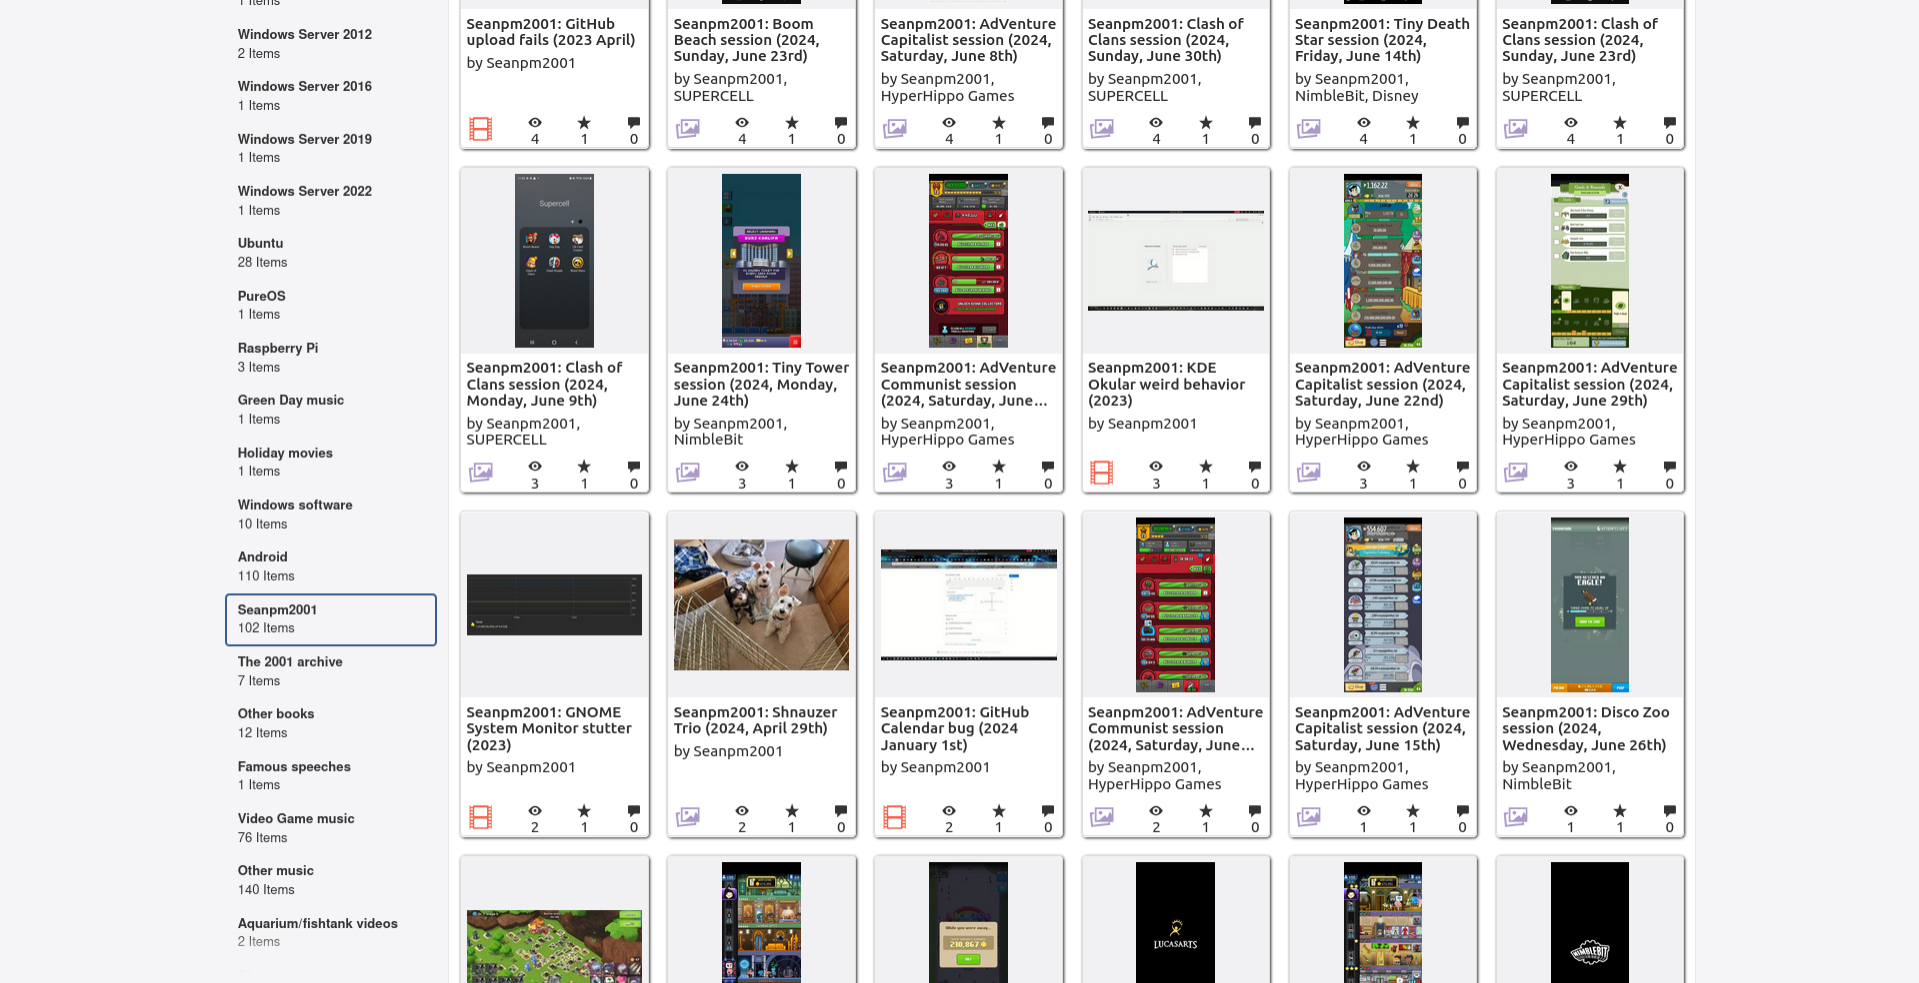 1 Items
Windows Server 2012
2 Items
Windows Server 2016
1 Items
Windows Server 2019
1 Items
Windows Server 2022
1 Items
Ubuntu
28 Items
PureOS
1 Items
Raspberry Pi
3 Items
Green Day music
1 Items
Holiday movies
1 Items
Windows software
10 Items
Android
110 Items
Seanpm2001
102 Items
The 2001 archive
7 Items
Other books
12 Items
Famous speeches
1 Items
Video Game music
76 Items
Other music
140 Items
Aquarium/fishtank videos
2 Items
Seanpm2001: GitHub
upload fails (2023 April)
by Seanpm2001
4 1 0
Seanpm2001: Boom
Beach session (2024,
Sunday, June 23rd)
by Seanpm2001,
SUPERCELL
4 1 0
Seanpm2001: AdVenture
Capitalist session (2024,
Saturday, June 8th)
by Seanpm2001,
HyperHippo Games
4 1 0
Seanpm2001: Clash of
Clans session (2024,
Sunday, June 30th)
by Seanpm2001,
SUPERCELL
4 1 0
Seanpm2001: Tiny Death
Star session (2024,
Friday, June 14th)
by Seanpm2001,
NimbleBit, Disney
4 1 0
Seanpm2001: Clash of
Clans session (2024,
Sunday, June 23rd)
by Seanpm2001,
SUPERCELL
4 1 0
Supercell
Seanpm2001: Clash of
Clans session (2024,
Monday, June 9th)
by Seanpm2001,
SUPERCELL
3 1 0
Seanpm2001: Tiny Tower
session (2024, Monday,
June 24th)
by Seanpm2001,
NimbleBit
3 1 0
Seanpm2001: AdVenture
Communist session
(2024, Saturday, June...
by Seanpm2001,
HyperHippo Games
3 1 0
Seanpm2001: KDE
Okular weird behavior
(2023)
by Seanpm2001
3 1 0
Seanpm2001: AdVenture
Capitalist session (2024,
Saturday, June 22nd)
by Seanpm2001,
HyperHippo Games
3 1 0
Seanpm2001: AdVenture
Capitalist session (2024,
Saturday, June 29th)
by Seanpm2001,
HyperHippo Games
3 1 0
Seanpm2001: GNOME
System Monitor stutter
(2023)
by Seanpm2001
2 1 0
Seanpm2001: Shnauzer
Trio (2024, April 29th)
by Seanpm2001
2 1 0
Seanpm2001: GitHub
Calendar bug (2024
January 1st)
by Seanpm2001
2 1 0
Seanpm2001: AdVenture
Communist session
(2024, Saturday, June...
by Seanpm2001,
HyperHippo Games
2 1 0
Seanpm2001: AdVenture
Capitalist session (2024,
Saturday, June 15th)
by Seanpm2001,
HyperHippo Games
1 1 0
EAGLE!
Seanpm2001: Disco Zoo
session (2024,
Wednesday, June 26th)
by Seanpm2001,
NimbleBit
1 1 0
210,867
LUCASARTS
NIMBLEBIT